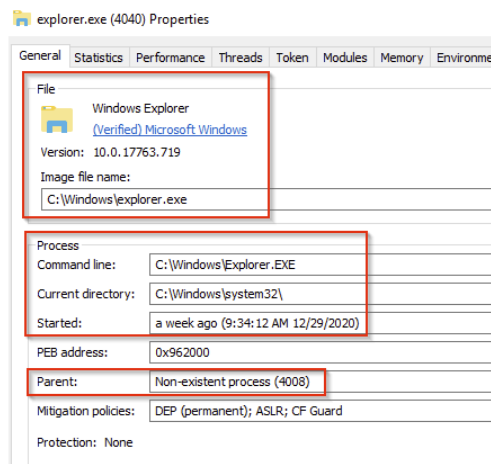 explorer.exe (4040) Properties
General Statistics Performance Threads Token Modules Memory Environme
File
Windows Explorer
(Verified) Microsoft Windows
Version: 10.0.17763.719
Image file name:
C:\Windows\explorer.exe
Process
Command line: C:\Windows\Explorer.EXE
Current directory: C:\Windows\system32\
Started: a week ago (9:34:12 AM 12/29/2020)
PEB address: 0x962000
Parent: Non-existent process (4008)
Mitigation policies: DEP (permanent); ASLR; CF Guard
Protection: None